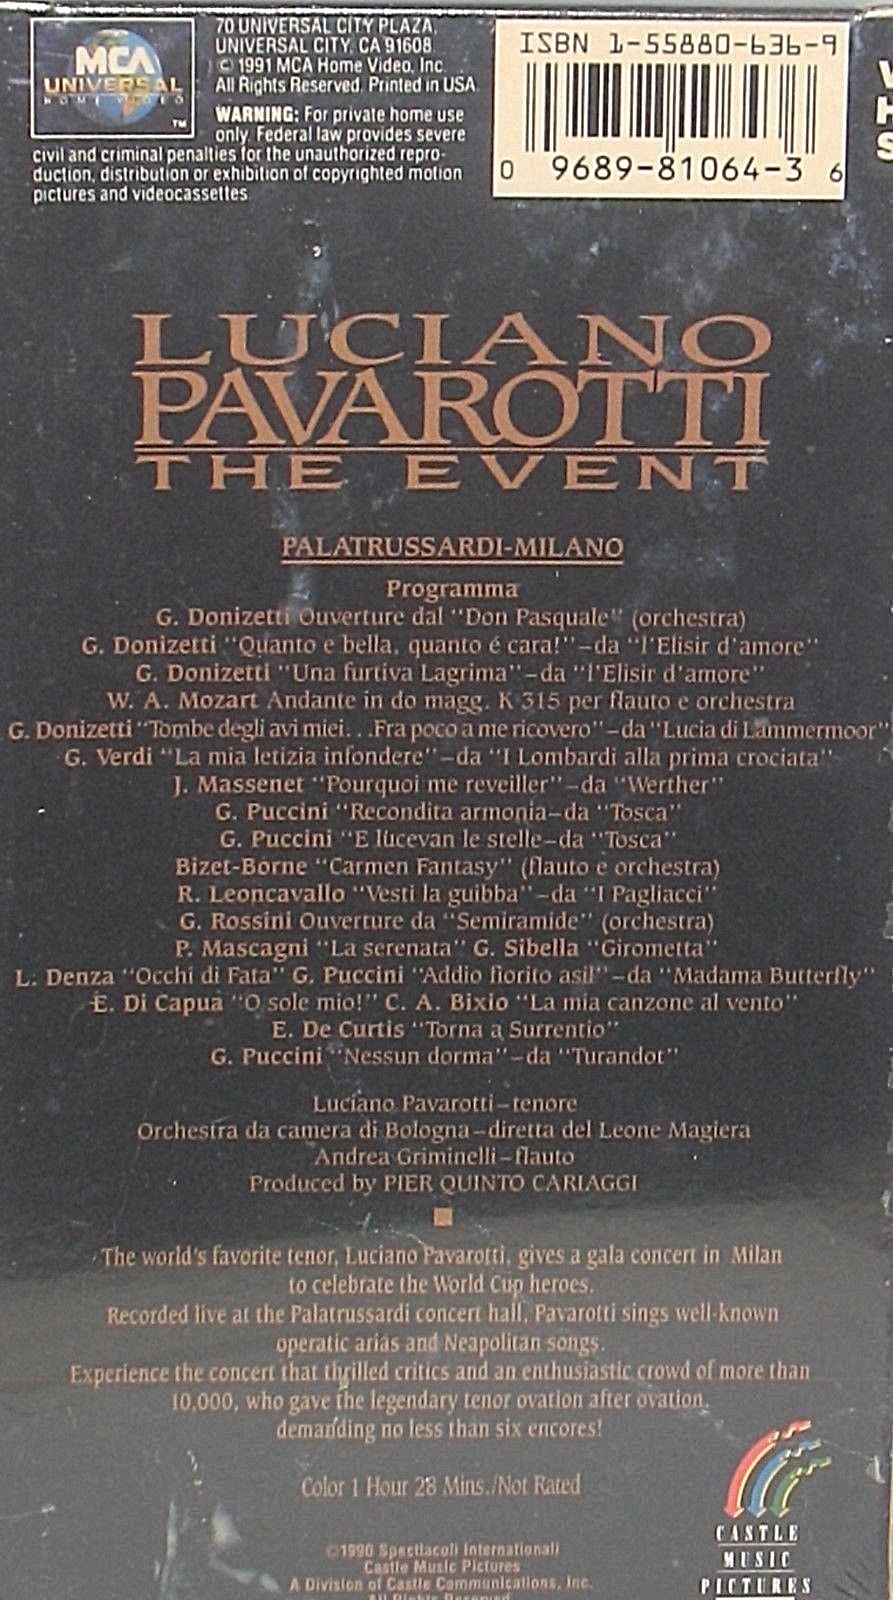 MCA
UNIVERSAL
HOME VIDEO
™
70 UNIVERSAL CITY PLAZA,
UNIVERSAL CITY, CA 91608
© 1991 MCA Home Video, Inc.
All Rights Reserved. Printed in USA.
WARNING: For private home use
only. Federal law provides severe
civil and criminal penalties for the unauthorized repro-
duction, distribution or exhibition of copyrighted motion
pictures and videocassettes.
ISBN 1-55880-636-9
0 9689-81064-3 6
LUCIANO
PAVAROTTI
THE EVENT
PALATRUSSARDI-MILANO
Programma
G. Donizetti Ouverture dal "Don Pasquale" (orchestra)
G. Donizetti "Quanto e bella, quanto é cara!"–da "l'Elisir d'amore"
G. Donizetti "Una furtiva Lagrima"–da "l'Elisir d'amore"
W. A. Mozart Andante in do magg. K 315 per flauto e orchestra
G. Donizetti "Tombe degli avi miei. . .Fra poco a me ricovero"–da "Lucia di Lammermoor"
G. Verdi "La mia letizia infondere"–da "I Lombardi alla prima crociata"
J. Massenet "Pourquoi me reveiller"–da "Werther"
G. Puccini "Recondita armonia–da "Tosca"
G. Puccini "E lucevan le stelle–da "Tosca"
Bizet-Borne "Carmen Fantasy" (flauto e orchestra)
R. Leoncavallo "Vesti la guibba"–da "I Pagliacci"
G. Rossini Ouverture da "Semiramide" (orchestra)
P. Mascagni "La serenata" G. Sibella "Girometta"
L. Denza "Occhi di Fata" G. Puccini "Addio fiorito asil"–da "Madama Butterfly"
E. Di Capua "O sole mio!" C. A. Bixio "La mia canzone al vento"
E. De Curtis "Torna a Surrentio"
G. Puccini "Nessun dorma"–da "Turandot"
Luciano Pavarotti–tenore
Orchestra da camera di Bologna–diretta del Leone Magiera
Andrea Griminelli–flauto
Produced by PIER QUINTO CARIAGGI
The world's favorite tenor, Luciano Pavarotti, gives a gala concert in Milan
to celebrate the World Cup heroes.
Recorded live at the Palatrussardi concert hall, Pavarotti sings well-known
operatic arias and Neapolitan songs.
Experience the concert that thrilled critics and an enthusiastic crowd of more than
10,000, who gave the legendary tenor ovation after ovation,
demanding no less than six encores!
Color 1 Hour 28 Mins./Not Rated
©1990 Spectacoli Internationali
Castle Music Pictures
A Division of Castle Communications, Inc.
All Rights Reserved
CASTLE
MUSIC
PICTURES